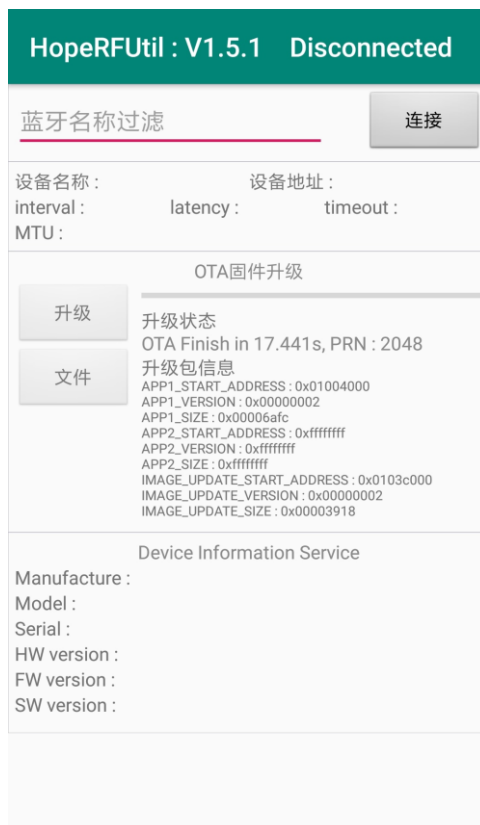 HopeRFUtil : V1.5.1 Disconnected
蓝牙名称过滤 连接
设备名称 : 设备地址 :
interval : latency : timeout :
MTU :
OTA固件升级
升级
升级状态
OTA Finish in 17.441s, PRN : 2048
文件
升级包信息
APP1_START_ADDRESS : 0x01004000
APP1_VERSION : 0x00000002
APP1_SIZE : 0x00006afc
APP2_START_ADDRESS : 0xffffffff
APP2_VERSION : 0xffffffff
APP2_SIZE : 0xffffffff
IMAGE_UPDATE_START_ADDRESS : 0x0103c000
IMAGE_UPDATE_VERSION : 0x00000002
IMAGE_UPDATE_SIZE : 0x00003918
Device Information Service
Manufacture :
Model :
Serial :
HW version :
FW version :
SW version :